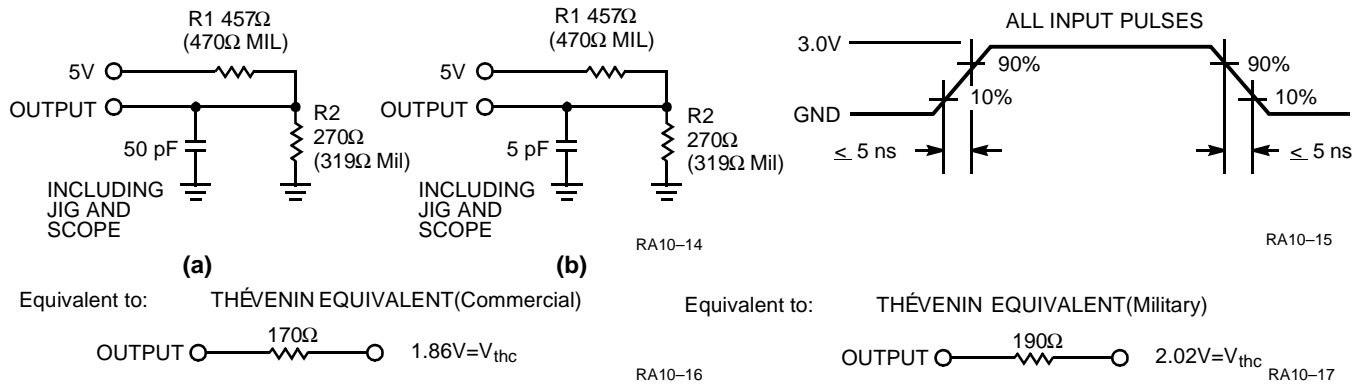 R1 457Ω
(470Ω MIL)
5V
OUTPUT
R2
270Ω
(319Ω Mil)
50 pF
INCLUDING
JIG AND
SCOPE
(a)
R1 457Ω
(470Ω MIL)
5V
OUTPUT
R2
270Ω
(319Ω Mil)
5 pF
INCLUDING
JIG AND
SCOPE
RA10–14
(b)
ALL INPUT PULSES
3.0V
90%
10%
GND
≤ 5 ns
90%
10%
≤ 5 ns
RA10–15
Equivalent to: THÉVENIN EQUIVALENT(Commercial)
170Ω
OUTPUT 1.86V=Vthc
RA10–16
Equivalent to: THÉVENIN EQUIVALENT(Military)
190Ω
OUTPUT 2.02V=Vthc
RA10–17